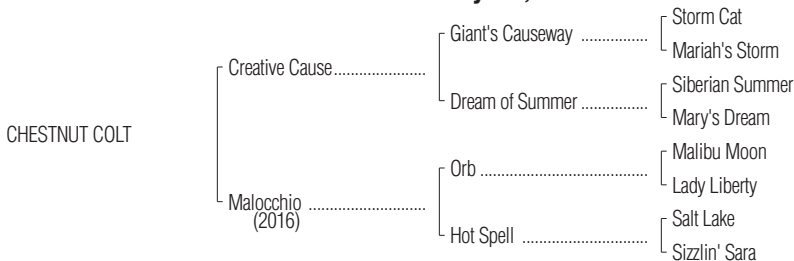 Storm Cat
Giant's Causeway ................
Mariah's Storm
Creative Cause......................
Siberian Summer
Dream of Summer ................
Mary's Dream
CHESTNUT COLT
Malibu Moon
Orb ........................................
Lady Liberty
Malocchio ............................
(2016)
Salt Lake
Hot Spell ..............................
Sizzlin' Sara